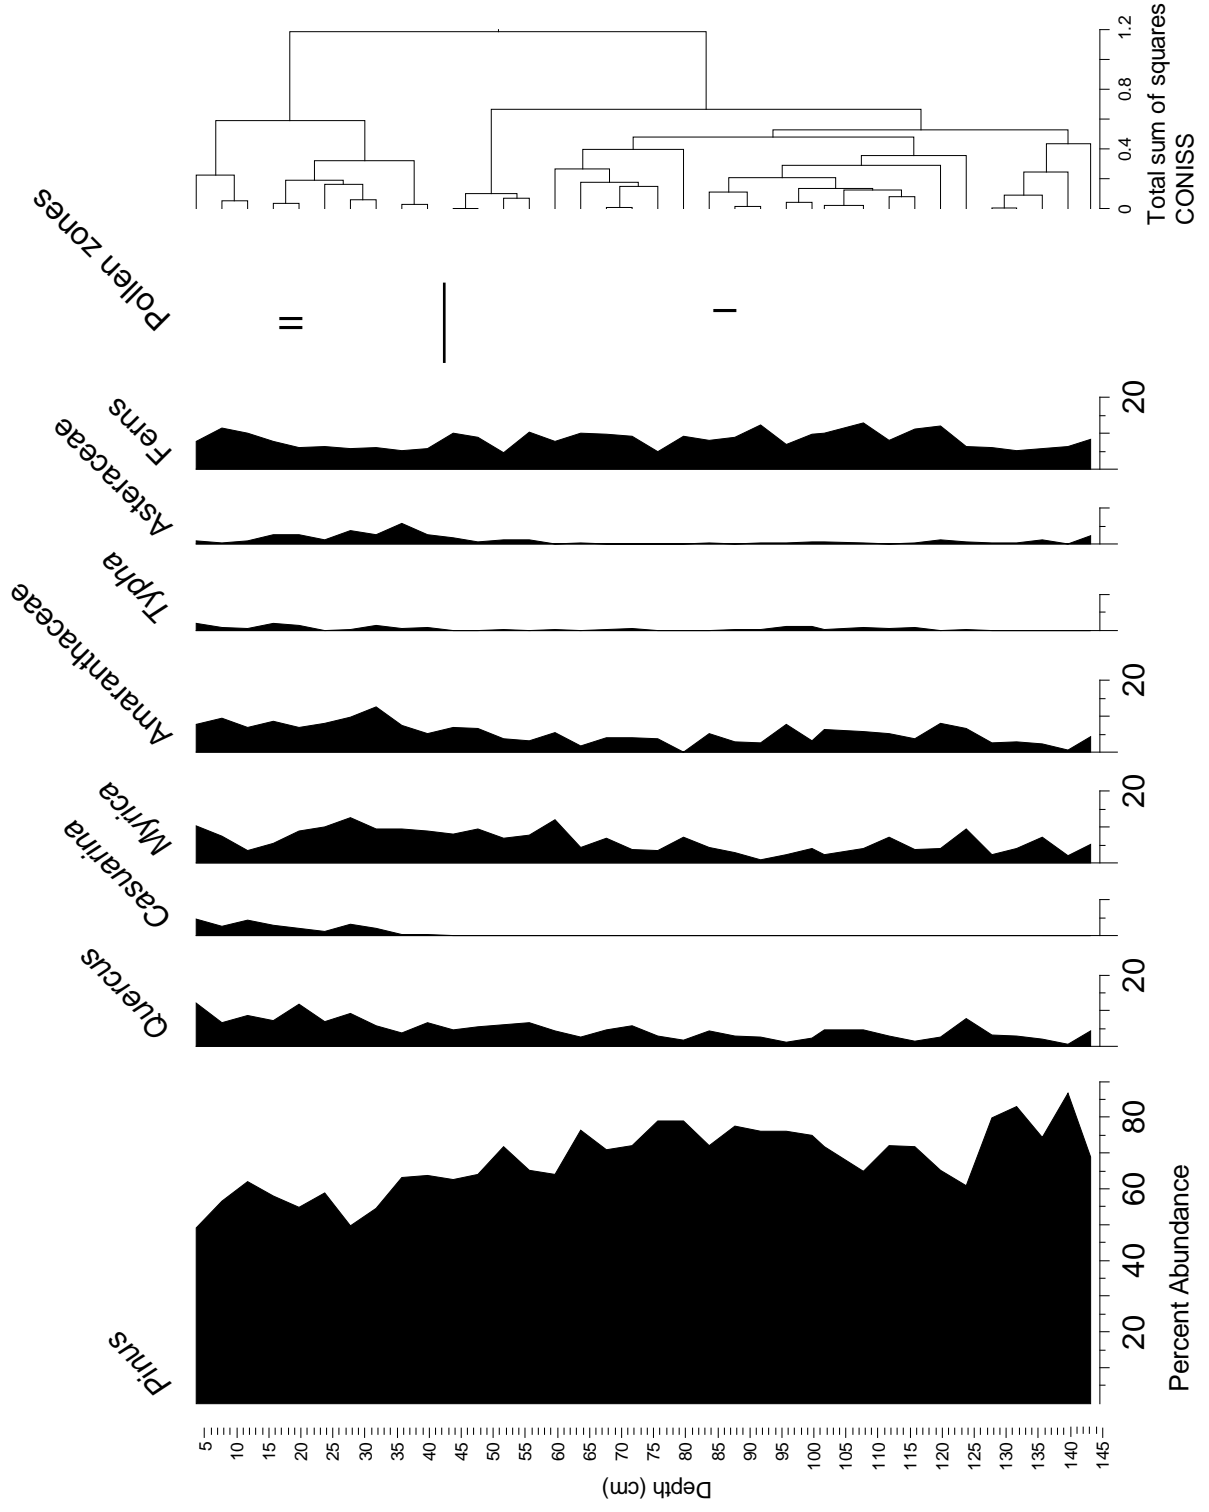 Pinus
Quercus
Casuarina
Myrica
Amaranthaceae
Typha
Asteraceae
Ferns
Pollen zones
Depth (cm)
5
10
15
20
25
30
35
40
45
50
55
60
65
70
75
80
85
90
95
100
105
110
115
120
125
130
135
140
145
II
I
20 40 60 80
20
20
20
20
Percent Abundance
0 0.4 0.8 1.2
Total sum of squares
CONISS